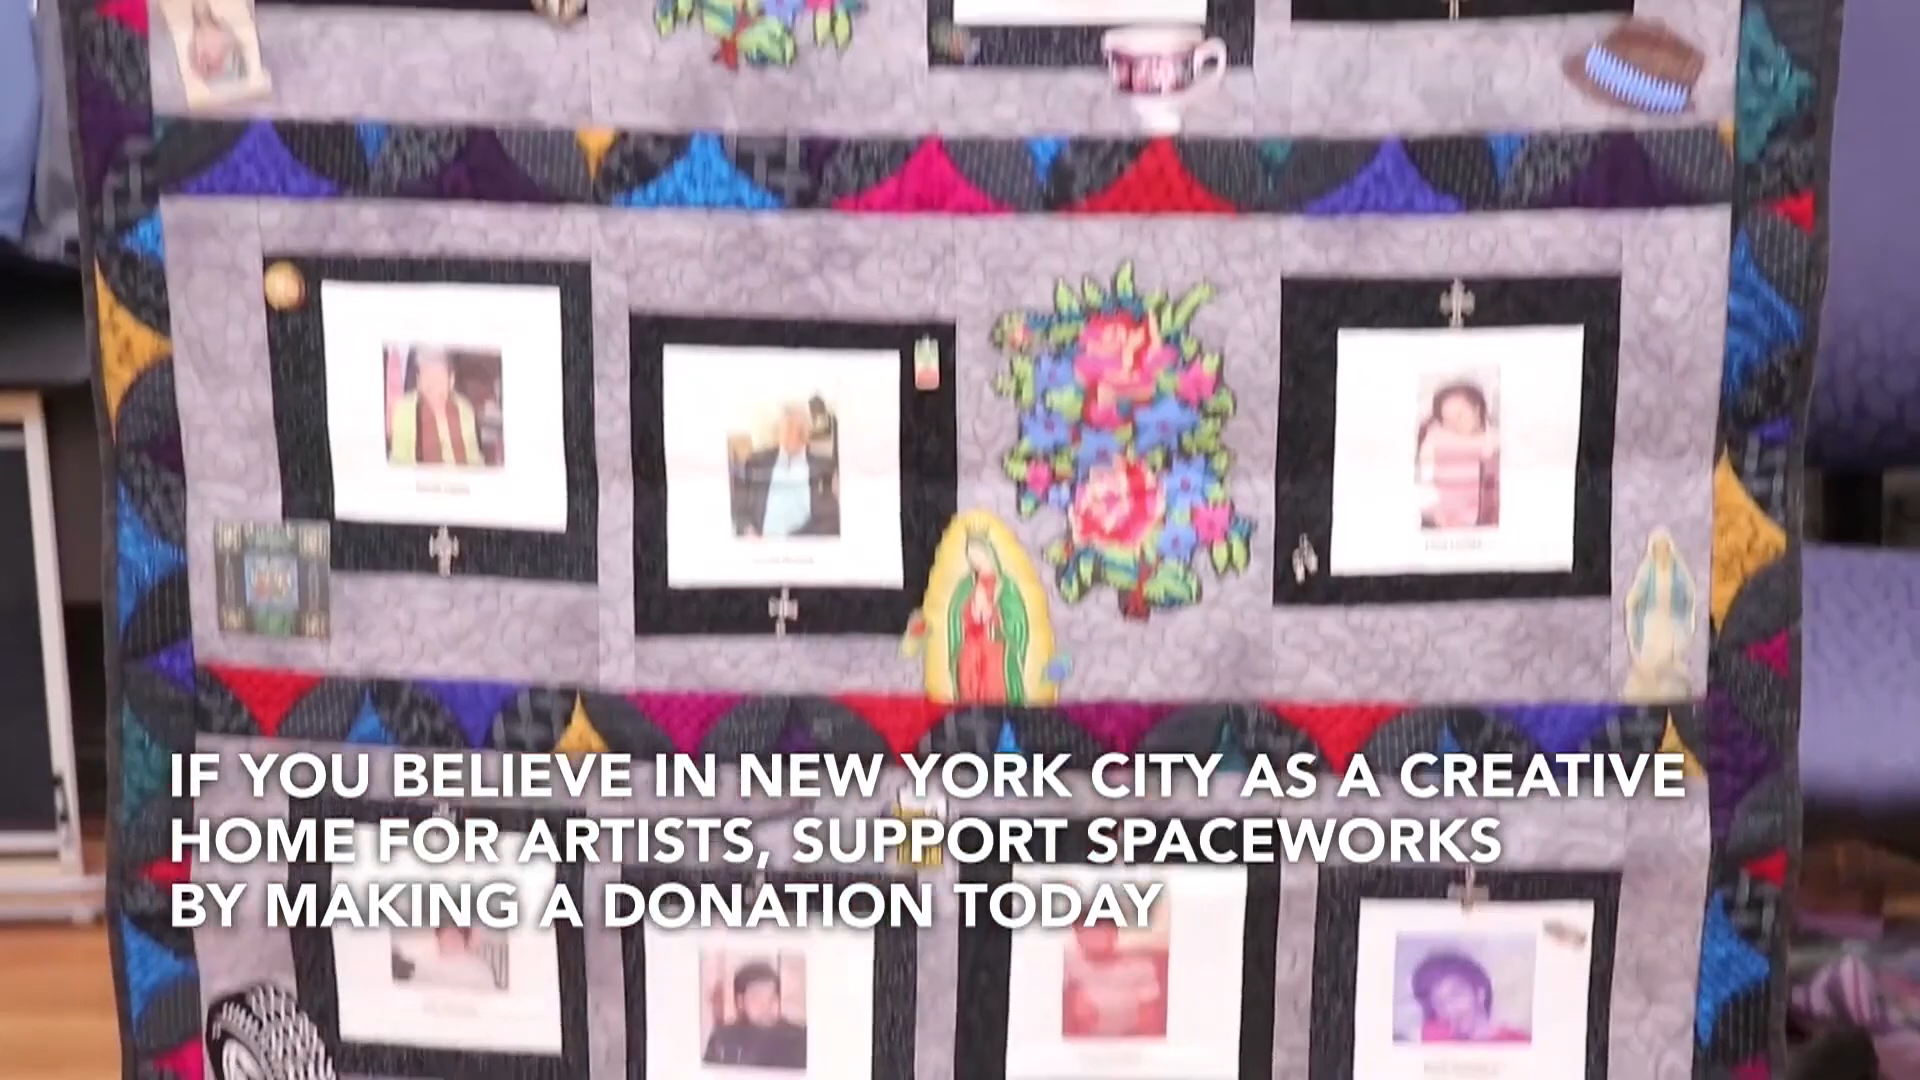 IF YOU BELIEVE IN NEW YORK CITY AS A CREATIVE
HOME FOR ARTISTS, SUPPORT SPACEWORKS
BY MAKING A DONATION TODAY